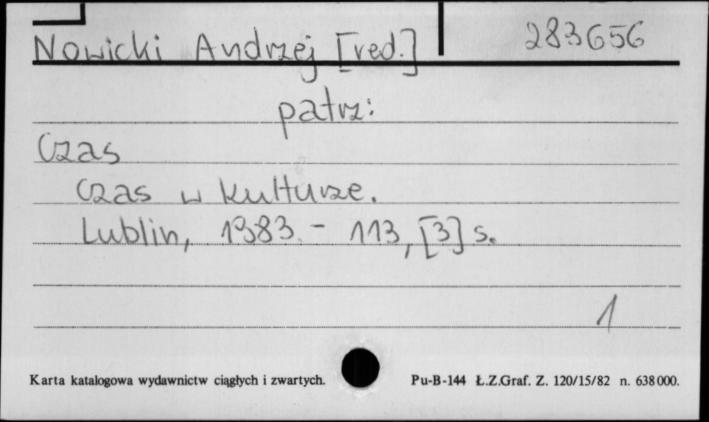 Nowicki Andrzej [red.] 283656
patrz:
Czas
Czas w kulturze.
Lublin, 1983. - 113, [3] s.
1
Karta katalogowa wydawnictw ciągłych i zwartych. Pu-B-144 Ł.Z.Graf. Z. 120/15/82 n. 638000.